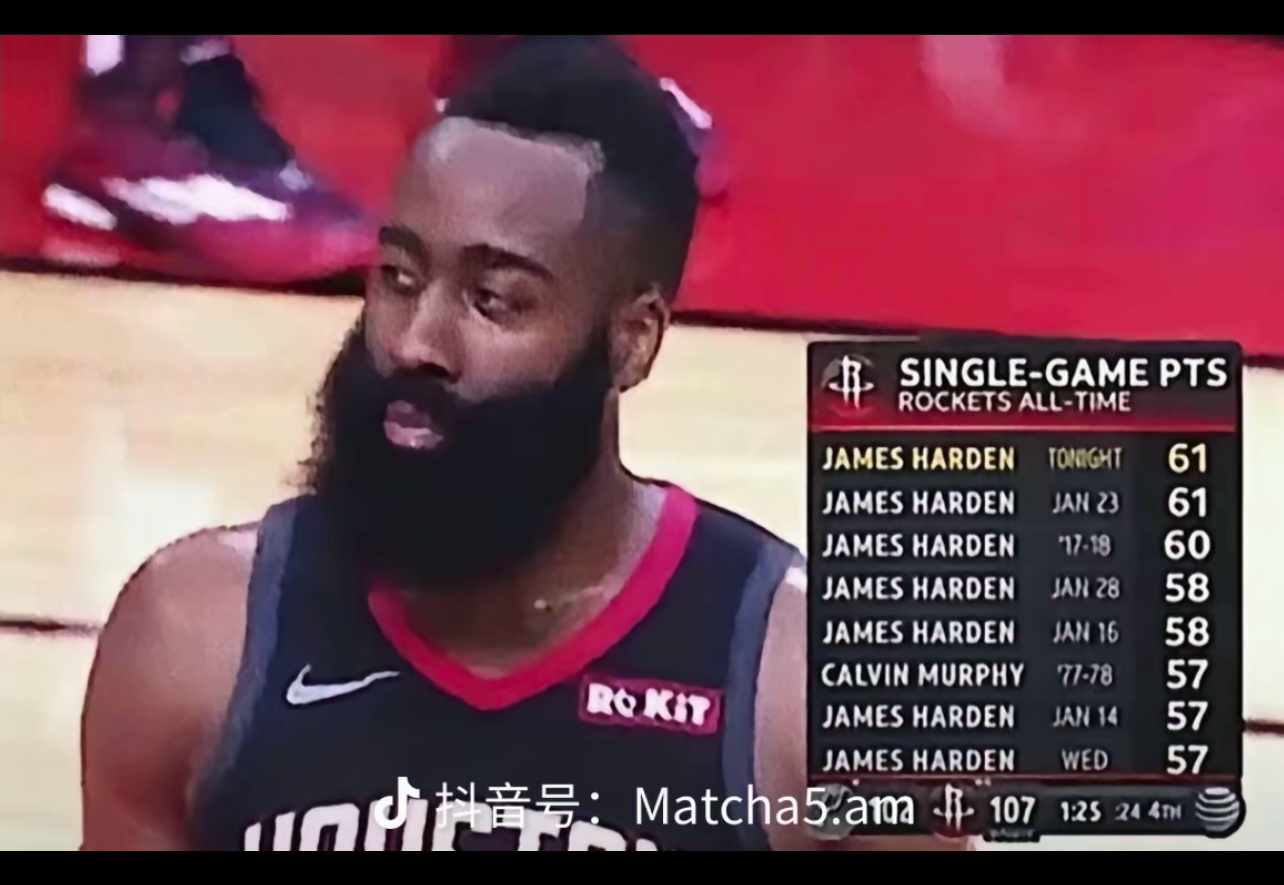 SINGLE-GAME PTS
ROCKETS ALL-TIME
JAMES HARDEN TONIGHT 61
JAMES HARDEN JAN 23 61
JAMES HARDEN '17-18 60
JAMES HARDEN JAN 28 58
JAMES HARDEN JAN 16 58
CALVIN MURPHY '77-78 57
JAMES HARDEN JAN 14 57
JAMES HARDEN WED 57
102 107 1:25 :24 4TH
ROKiT
HOUSTON
抖音号：Matcha5.am